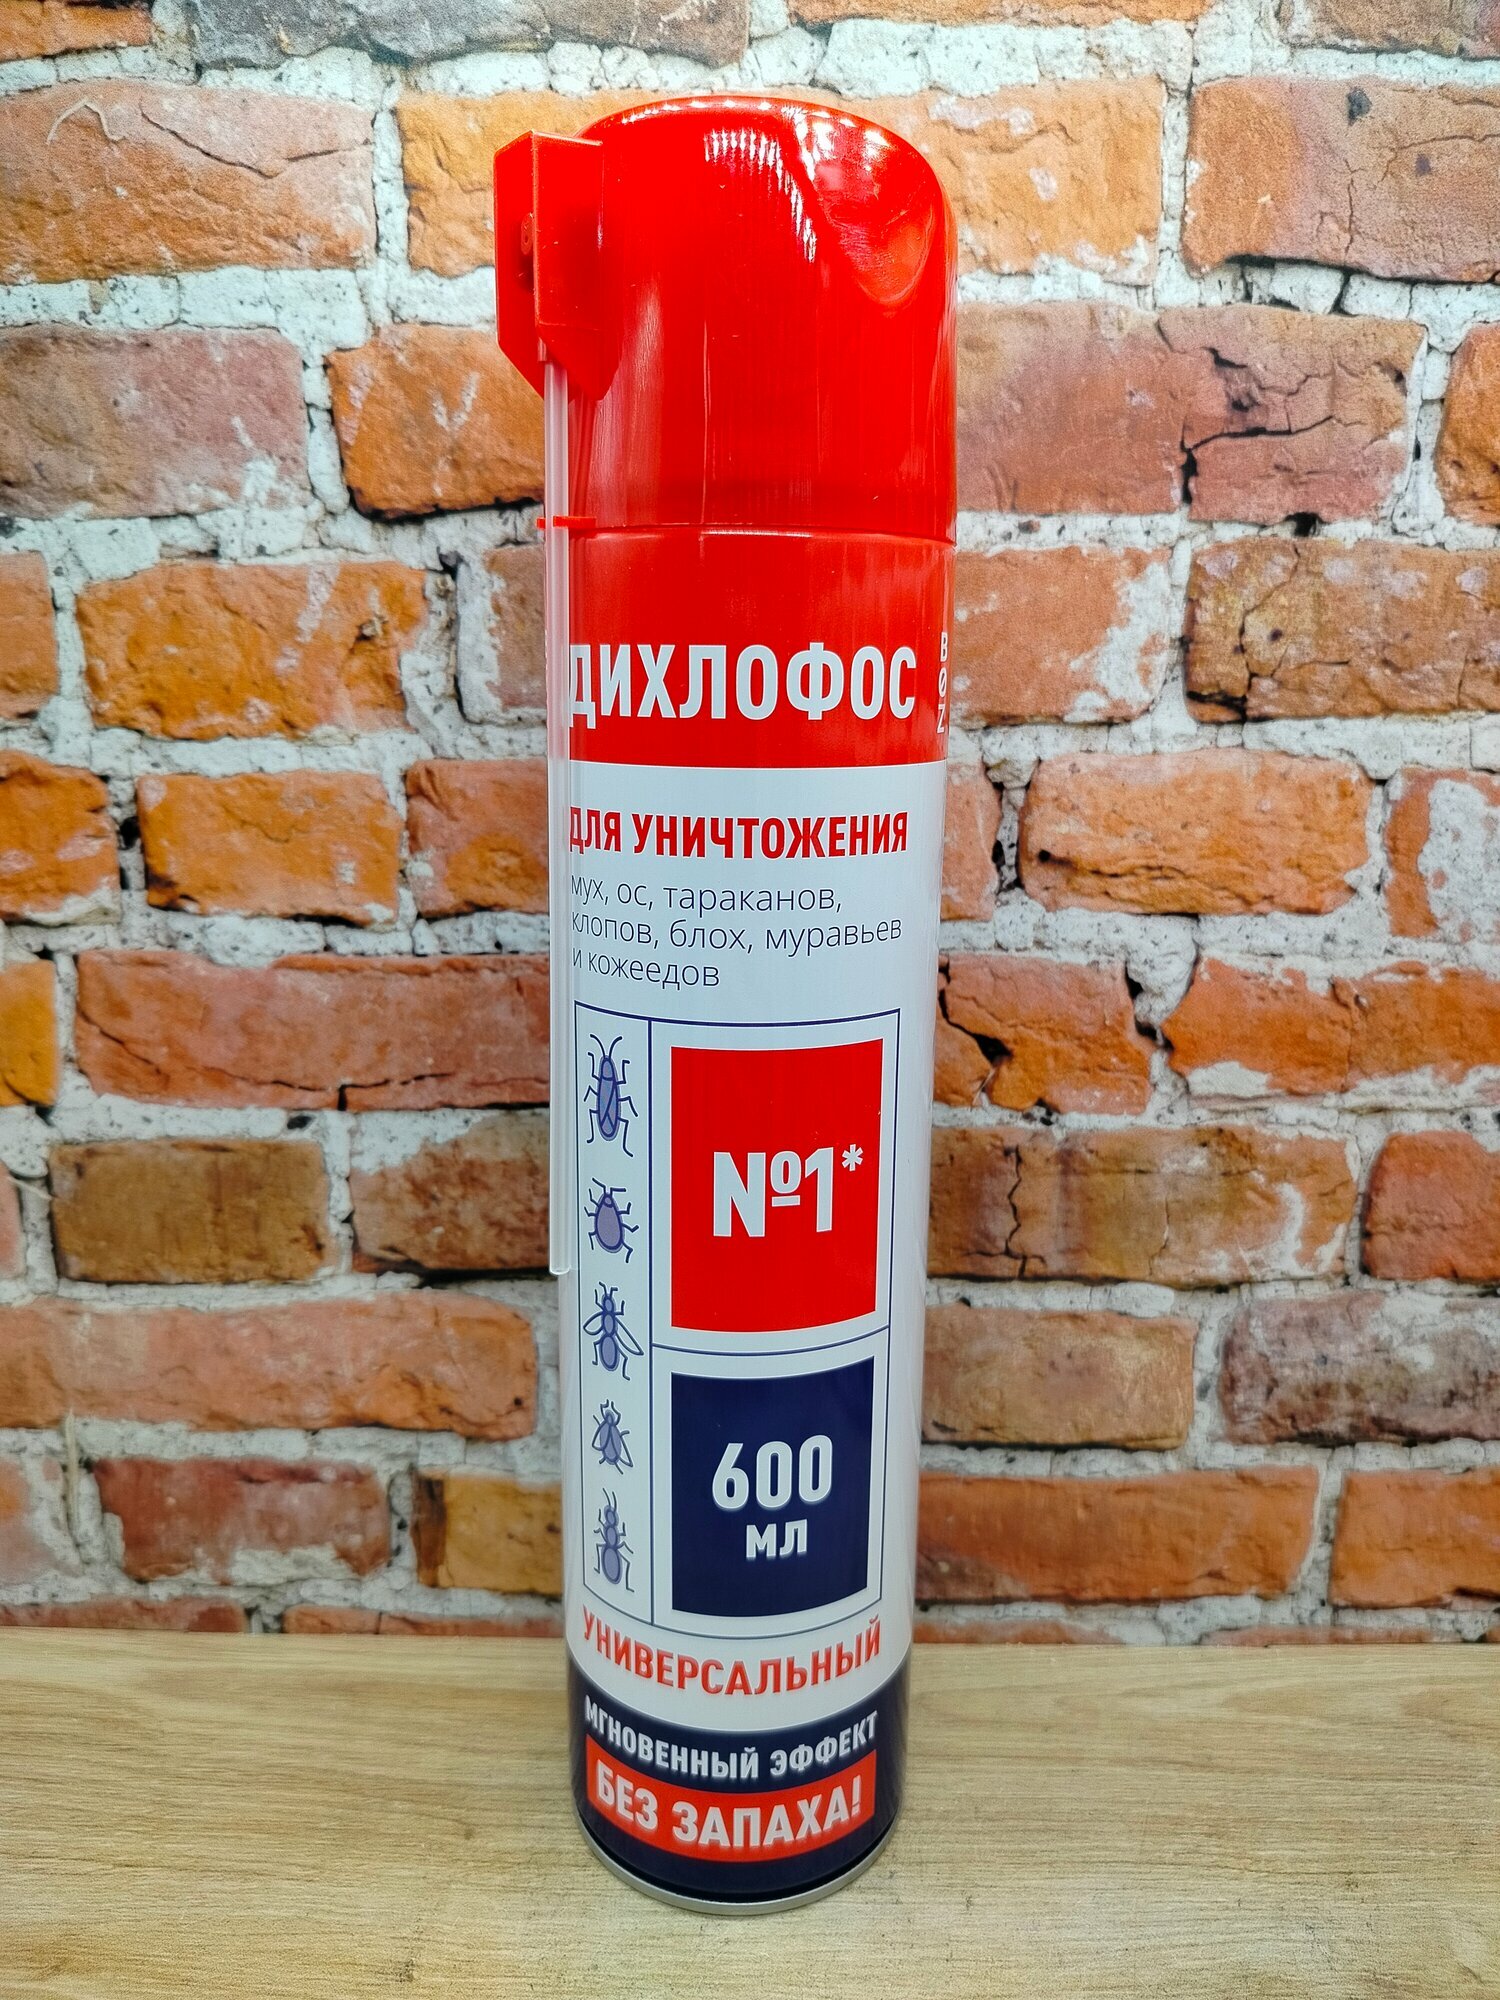 ДИХЛОФОС
BOZ
ДЛЯ УНИЧТОЖЕНИЯ
мух, ос, тараканов,
клопов, блох, муравьев
и кожеедов
№1*
600
мл
УНИВЕРСАЛЬНЫЙ
МГНОВЕННЫЙ ЭФФЕКТ
БЕЗ ЗАПАХА!